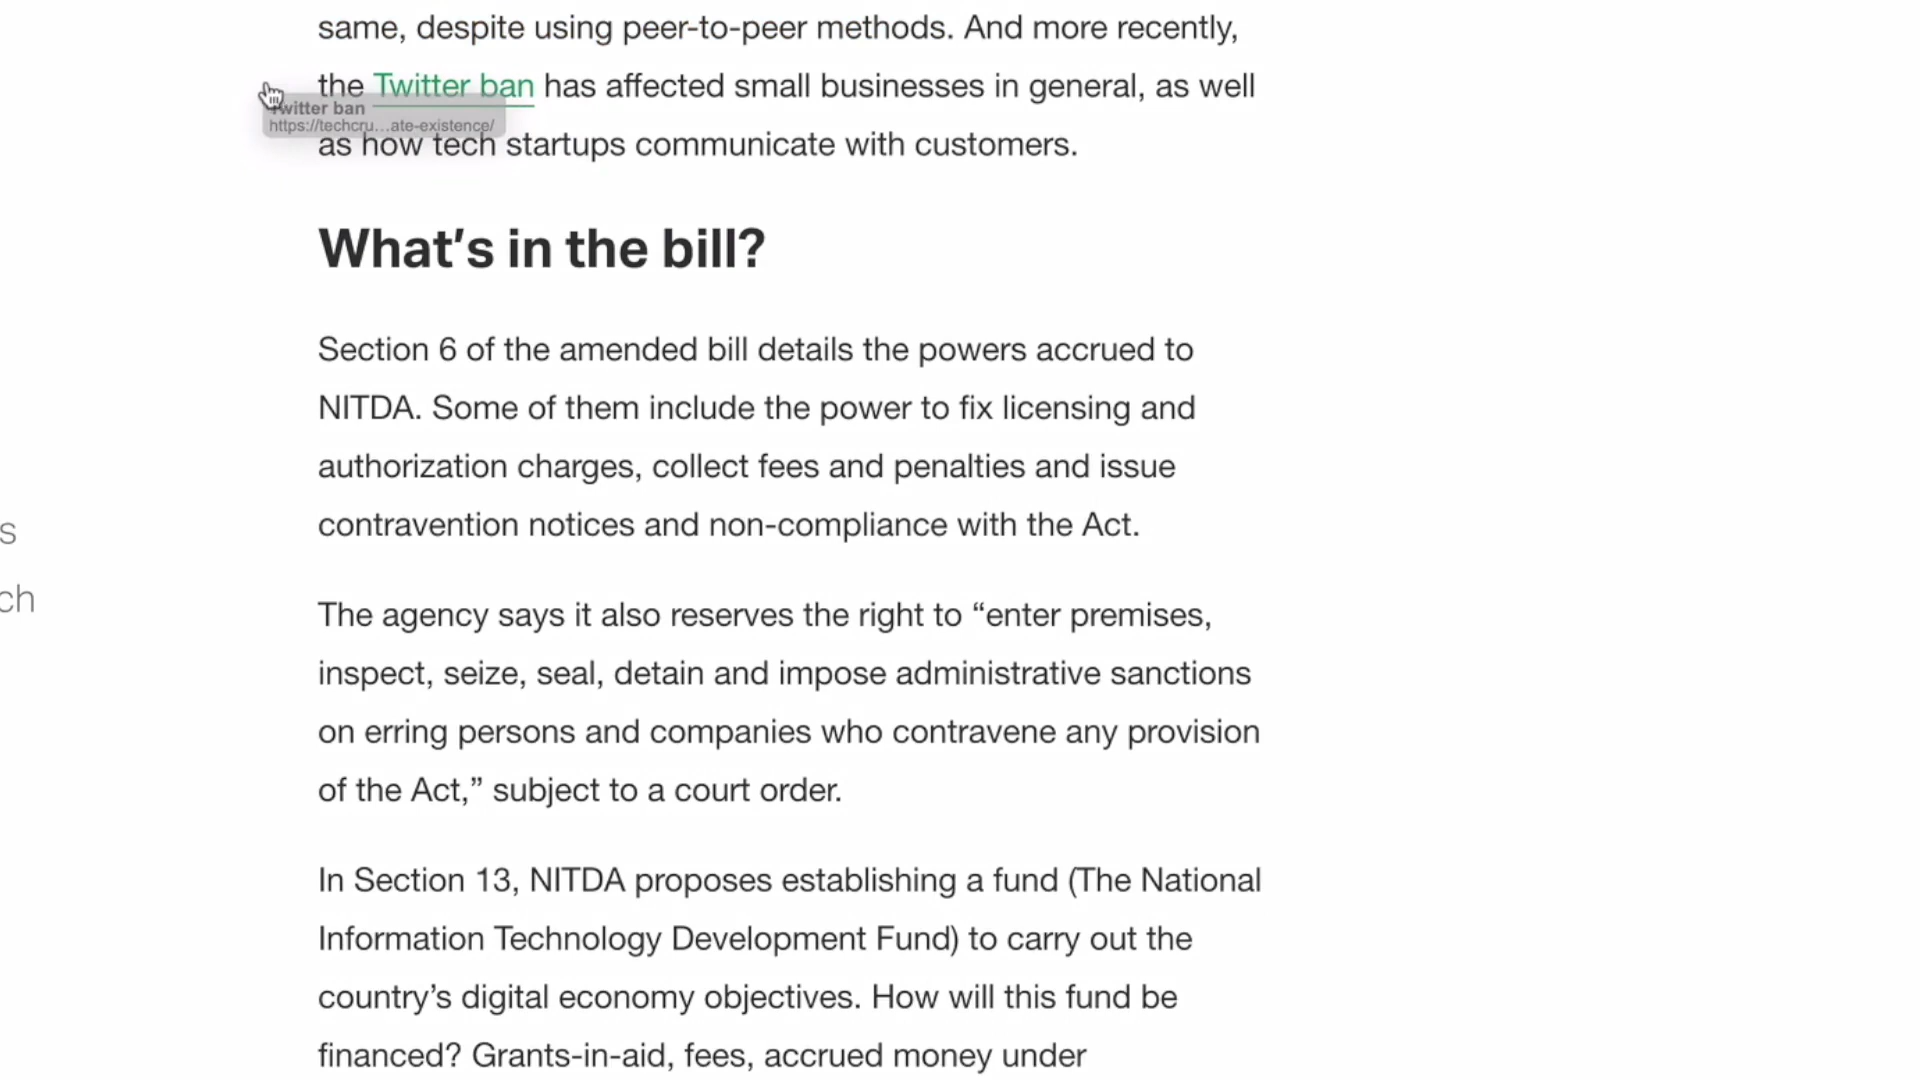 same, despite using peer-to-peer methods. And more recently,
the Twitter ban has affected small businesses in general, as well
Twitter ban
https://techcru...ate-existence/
as how tech startups communicate with customers.
What's in the bill?
Section 6 of the amended bill details the powers accrued to
NITDA. Some of them include the power to fix licensing and
authorization charges, collect fees and penalties and issue
contravention notices and non-compliance with the Act.
s
ch
The agency says it also reserves the right to “enter premises,
inspect, seize, seal, detain and impose administrative sanctions
on erring persons and companies who contravene any provision
of the Act,” subject to a court order.
In Section 13, NITDA proposes establishing a fund (The National
Information Technology Development Fund) to carry out the
country’s digital economy objectives. How will this fund be
financed? Grants-in-aid, fees, accrued money under